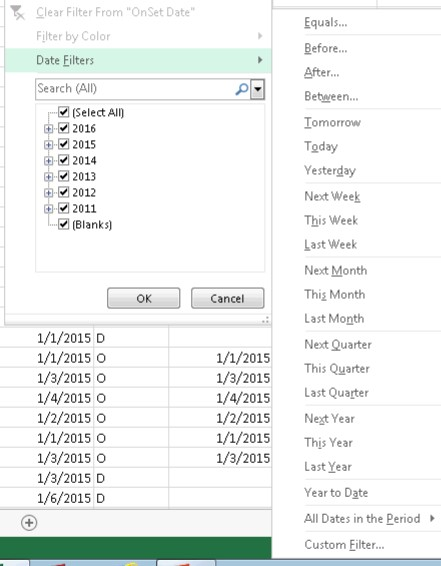 Clear Filter From "OnSet Date"
Filter by Color
Date Filters
Search (All)
(Select All)
2016
2015
2014
2013
2012
2011
(Blanks)
OK Cancel
1/1/2015 D
1/1/2015 O 1/1/2015
1/3/2015 O 1/3/2015
1/4/2015 O 1/4/2015
1/2/2015 O 1/2/2015
1/1/2015 O 1/1/2015
1/3/2015 O 1/3/2015
1/3/2015 D
1/6/2015 D
Equals...
Before...
After...
Between...
Tomorrow
Today
Yesterday
Next Week
This Week
Last Week
Next Month
This Month
Last Month
Next Quarter
This Quarter
Last Quarter
Next Year
This Year
Last Year
Year to Date
All Dates in the Period
Custom Filter...